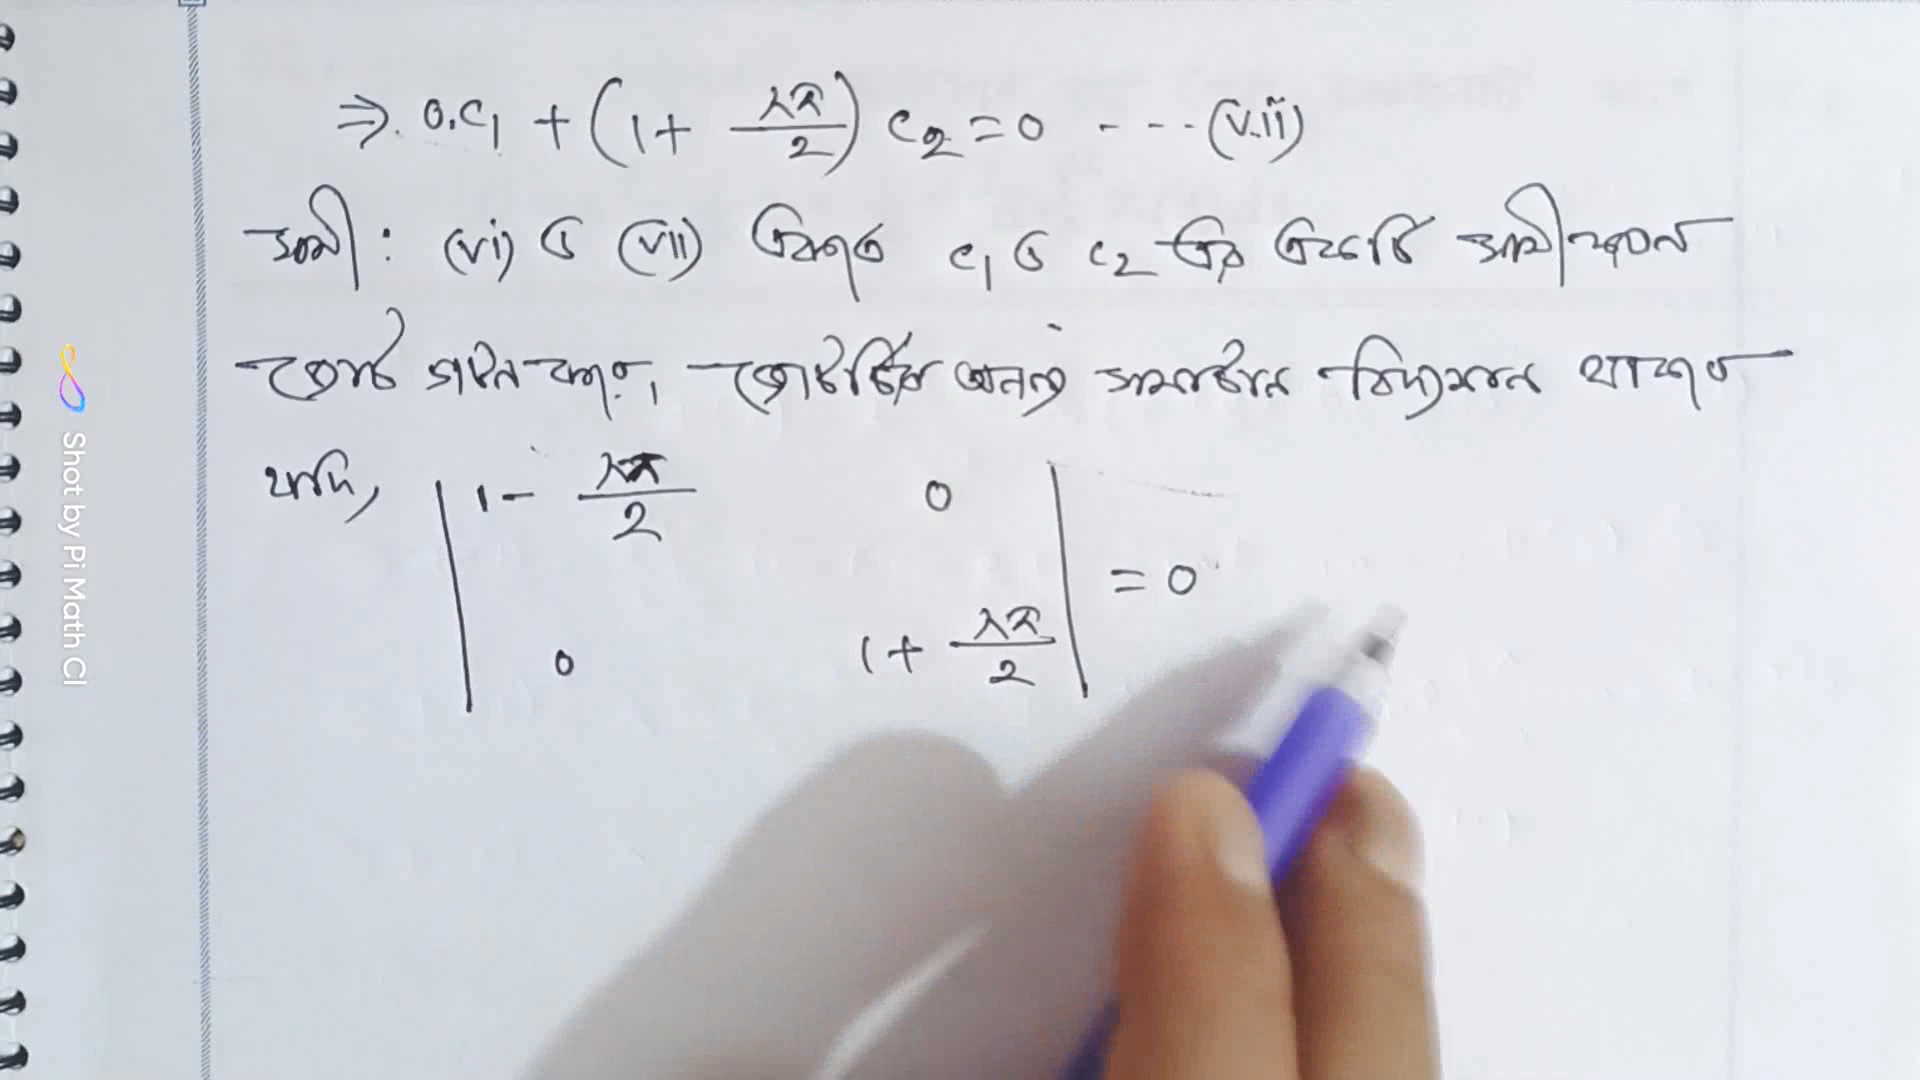 ⇒ 0.c₁ + (1 + λπ/2) c₂ = 0 ---- (vii)
সমী: (vi) ও (vii) একত্রে c₁ ও c₂ এর একটি সমীকরণ
জোট গঠন করে। জোটটির অনন্য সমাধান বিদ্যমান থাকবে
যদি, | 1 - λπ/2 0 |
= 0
| 0 1 + λπ/2 |
Shot by Pi Math Cl